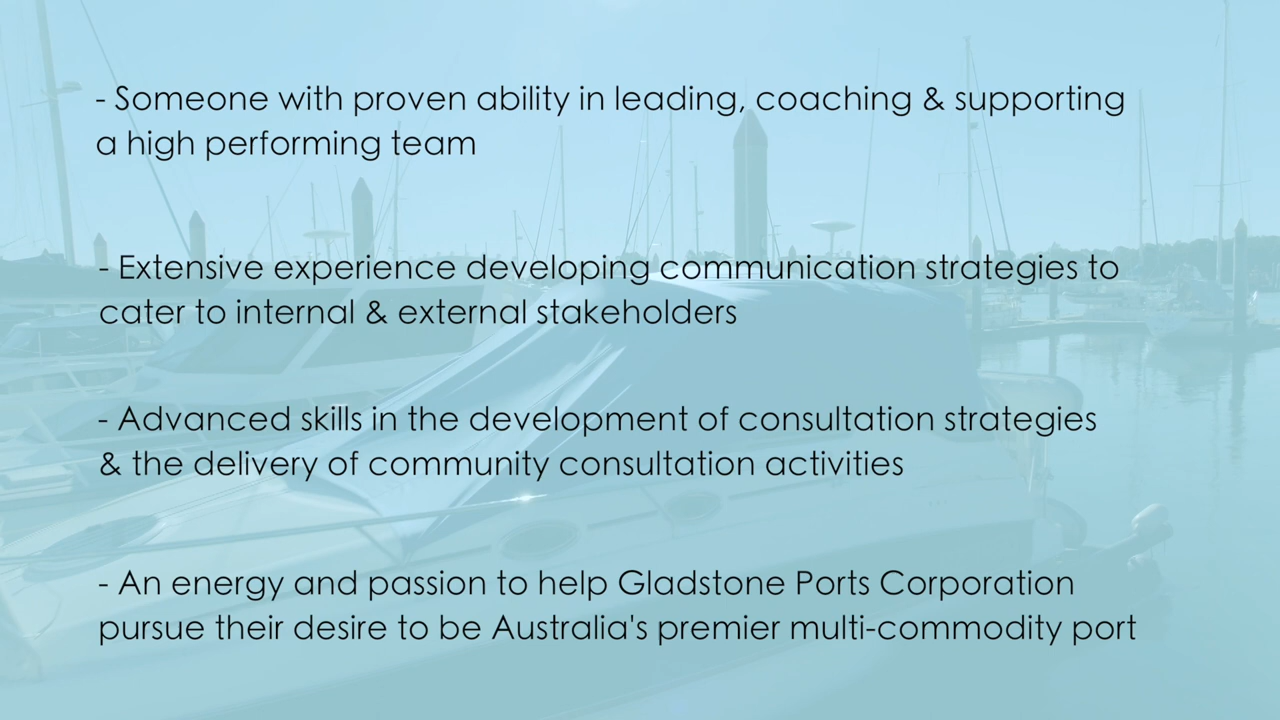 - Someone with proven ability in leading, coaching & supporting
a high performing team
- Extensive experience developing communication strategies to
cater to internal & external stakeholders
- Advanced skills in the development of consultation strategies
& the delivery of community consultation activities
- An energy and passion to help Gladstone Ports Corporation
pursue their desire to be Australia's premier multi-commodity port